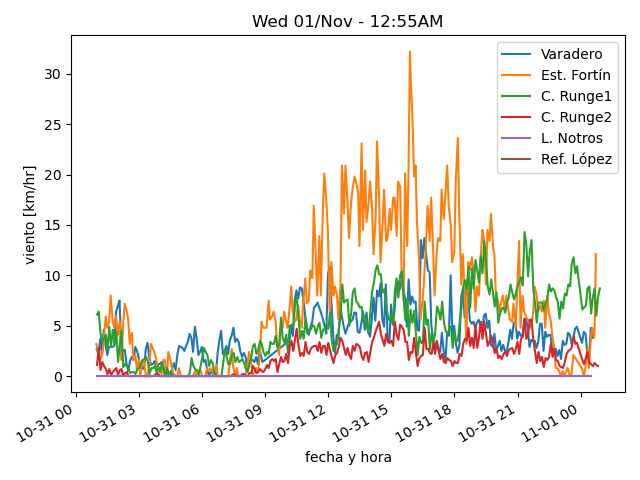 Wed 01/Nov - 12:55AM
Varadero
Est. Fortín
C. Runge1
C. Runge2
L. Notros
Ref. López
viento [km/hr]
30
25
20
15
10
5
0
10-31 00
10-31 03
10-31 06
10-31 09
10-31 12
10-31 15
10-31 18
10-31 21
11-01 00
fecha y hora